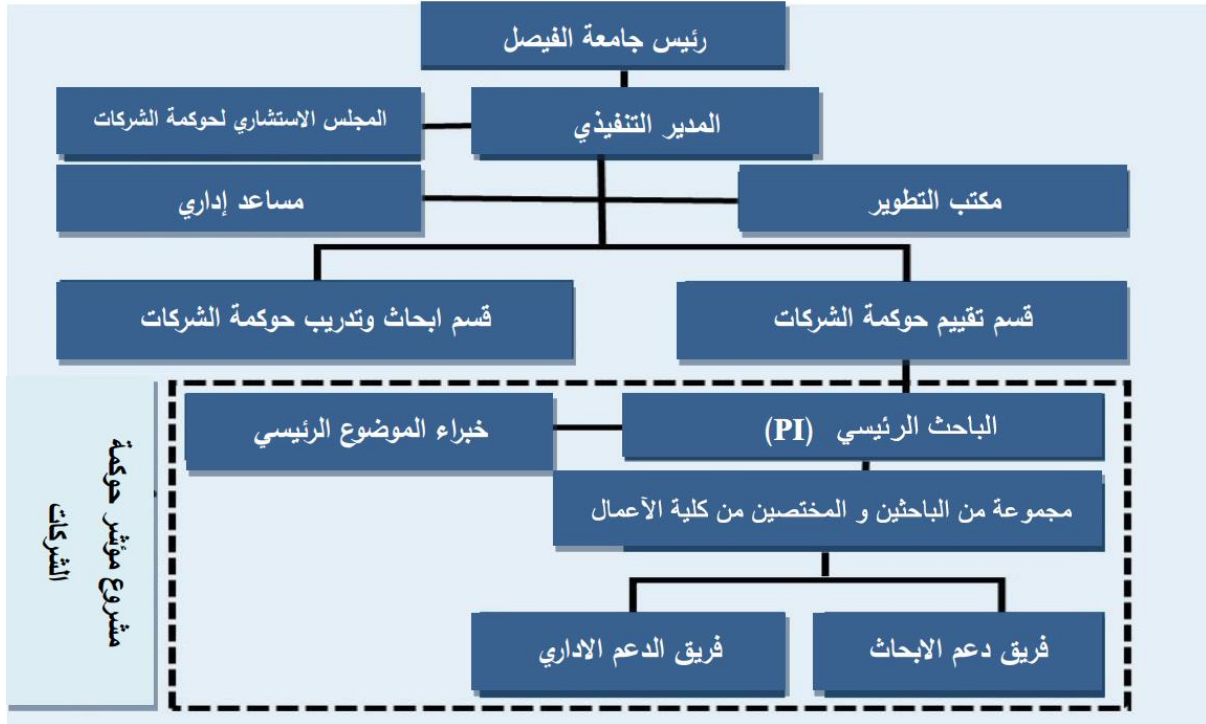 رئيس جامعة الفيصل
المدير التنفيذي
المجلس الاستشاري لحوكمة الشركات
مكتب التطوير
مساعد إداري
قسم تقييم حوكمة الشركات
قسم ابحاث وتدريب حوكمة الشركات
الباحث الرئيسي (PI)
خبراء الموضوع الرئيسي
مجموعة من الباحثين و المختصين من كلية الآعمال
فريق دعم الابحاث
فريق الدعم الاداري
مشروع مؤشر حوكمة
الشركات